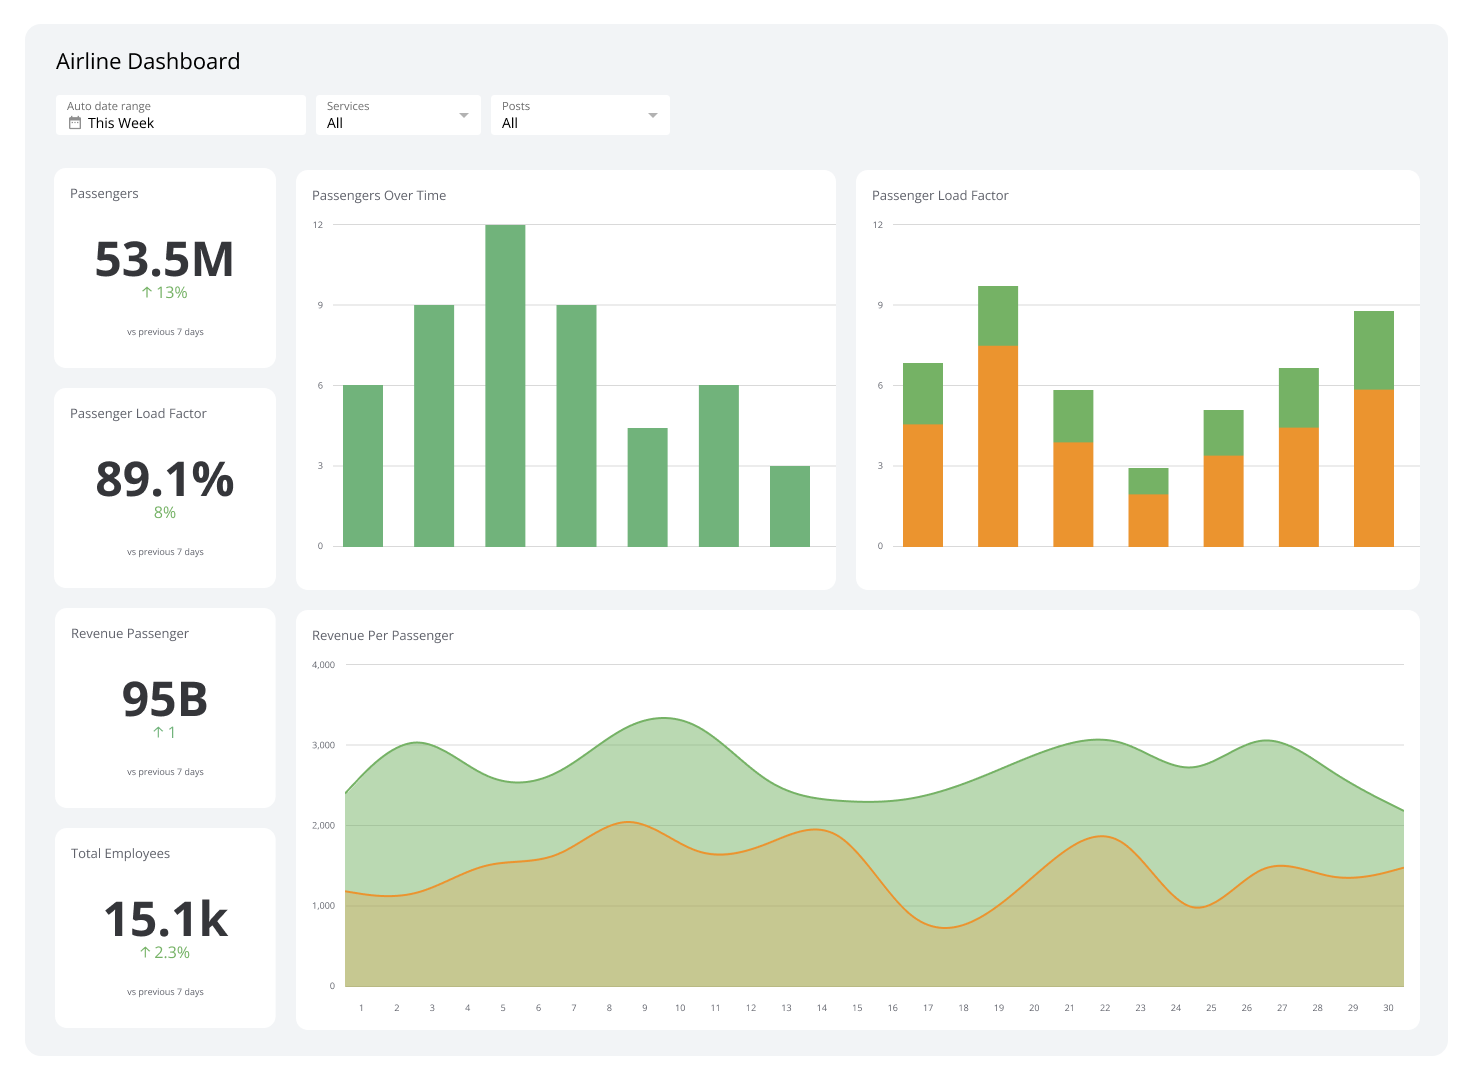 Airline Dashboard
Auto date range
This Week
Services
All
Posts
All
Passengers
53.5M
↑ 13%
vs previous 7 days
Passenger Load Factor
89.1%
8%
vs previous 7 days
Revenue Passenger
95B
↑ 1
vs previous 7 days
Total Employees
15.1k
↑ 2.3%
vs previous 7 days
Passengers Over Time
12
9
6
3
0
Passenger Load Factor
12
9
6
3
0
Revenue Per Passenger
4,000
3,000
2,000
1,000
0
1 2 3 4 5 6 7 8 9 10 11 12 13 14 15 16 17 18 19 20 21 22 23 24 25 26 27 28 29 30